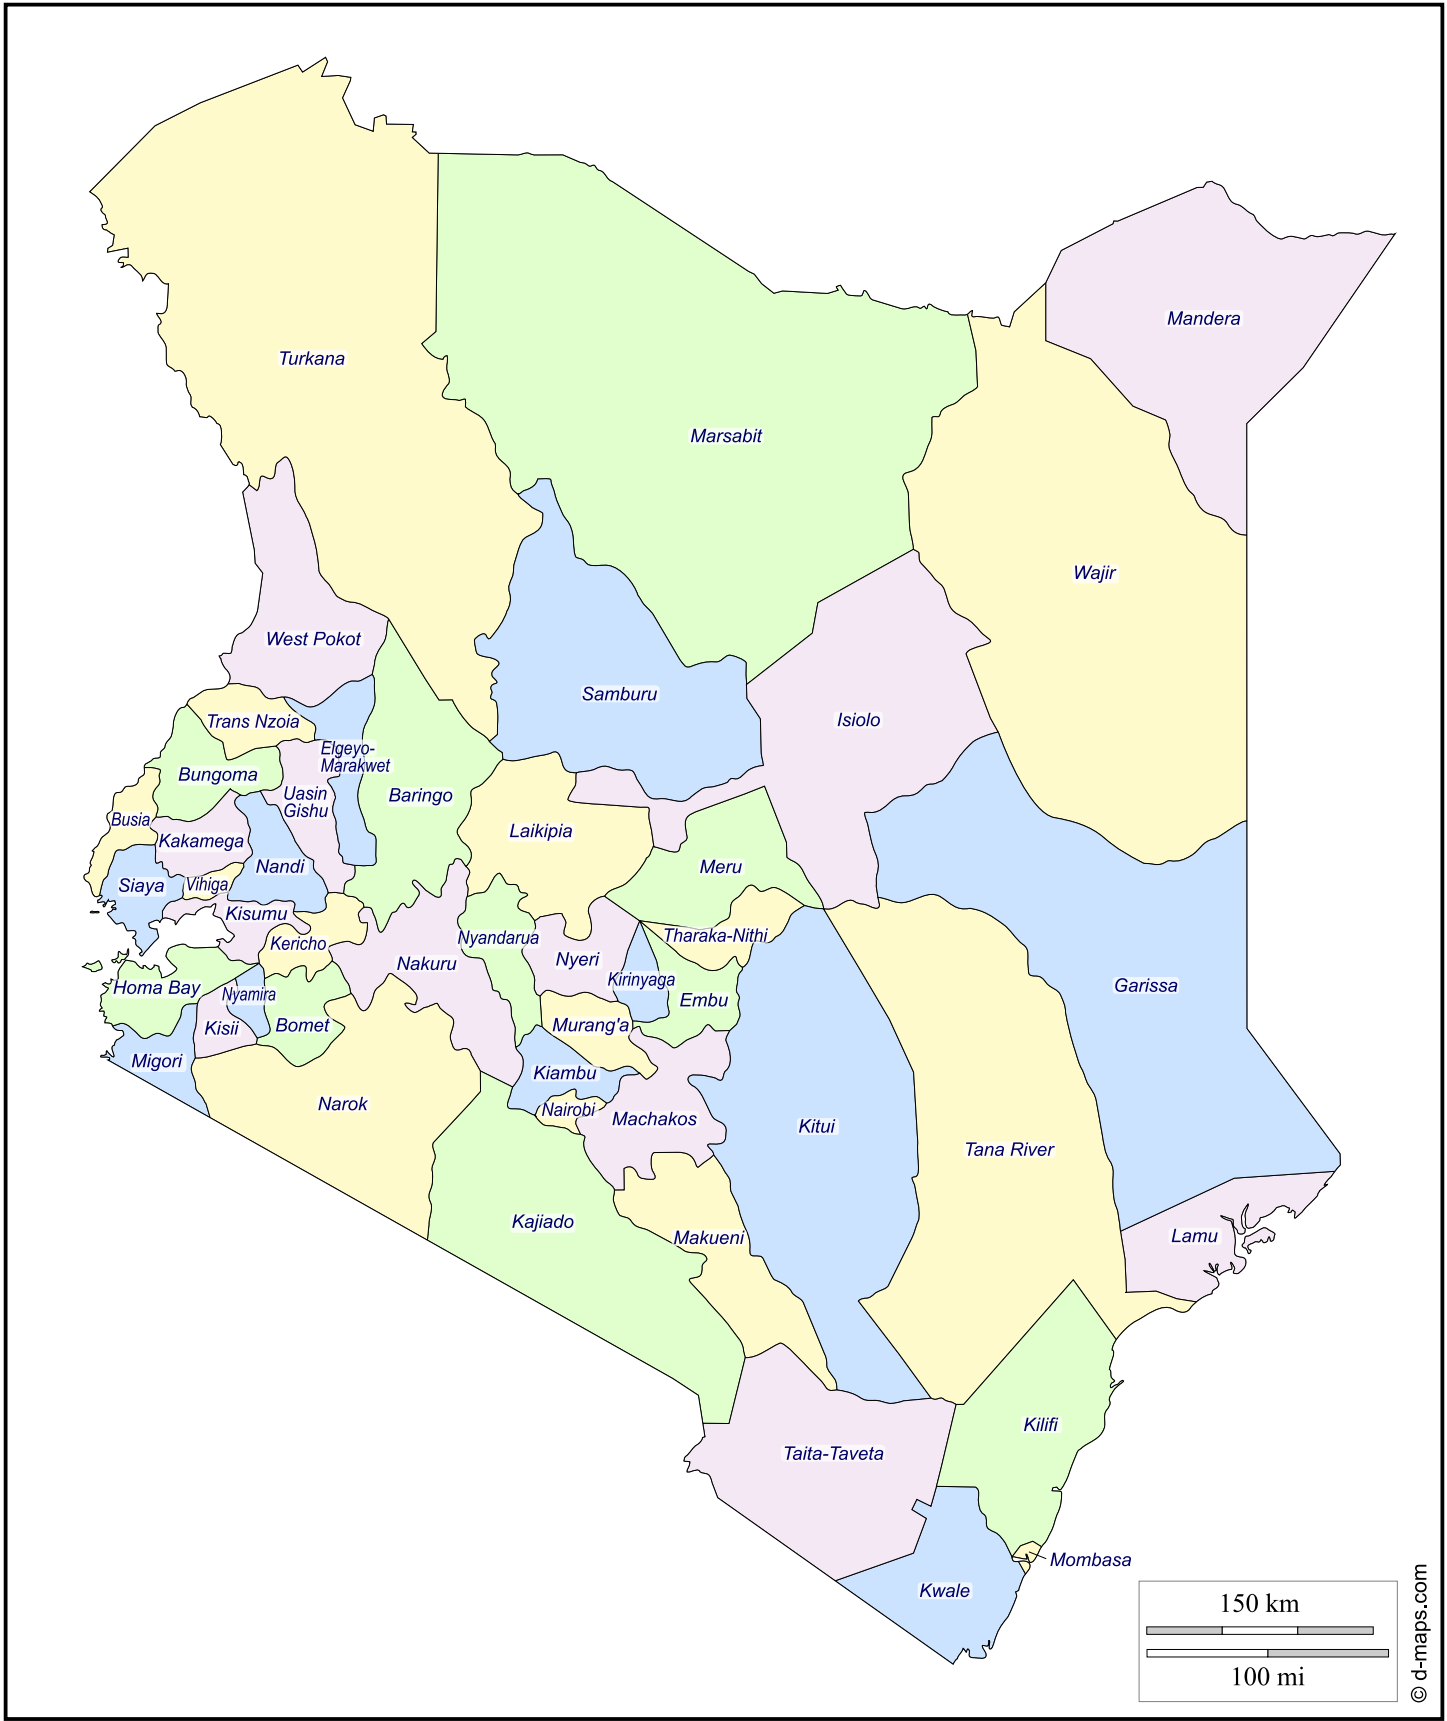 Mandera
Turkana
Marsabit
Wajir
West Pokot
Samburu
Isiolo
Trans Nzoia
Elgeyo-
Marakwet
Bungoma
Uasin
Gishu
Baringo
Busia
Kakamega
Laikipia
Nandi
Meru
Siaya
Vihiga
Kisumu
Kericho
Nyandarua
Tharaka-Nithi
Nakuru
Nyeri
Kirinyaga
Homa Bay
Nyamira
Embu
Garissa
Kisii
Bomet
Murang'a
Migori
Kiambu
Narok
Nairobi
Machakos
Kitui
Tana River
Kajiado
Makueni
Lamu
Kilifi
Taita-Taveta
Mombasa
Kwale
150 km
100 mi
© d-maps.com